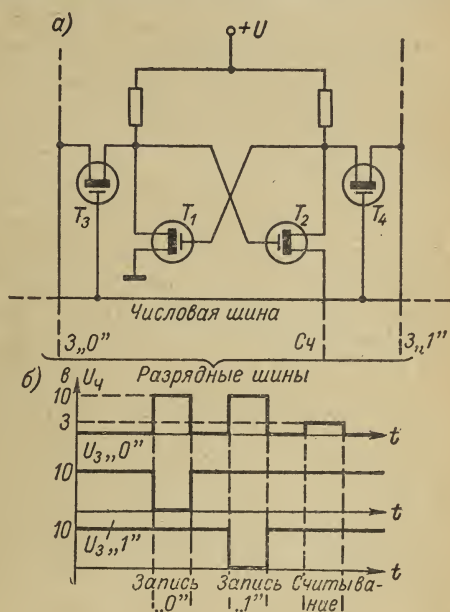 а)
+U
T₃
T₁
T₂
T₄
Числовая шина
З„0”
Сч
З„1”
Разрядные шины
б)
в
Uч
10
3
t
Uз„0”
10
t
Uз„1”
10
t
Запись „0”
Запись „1”
Считыва-
ние